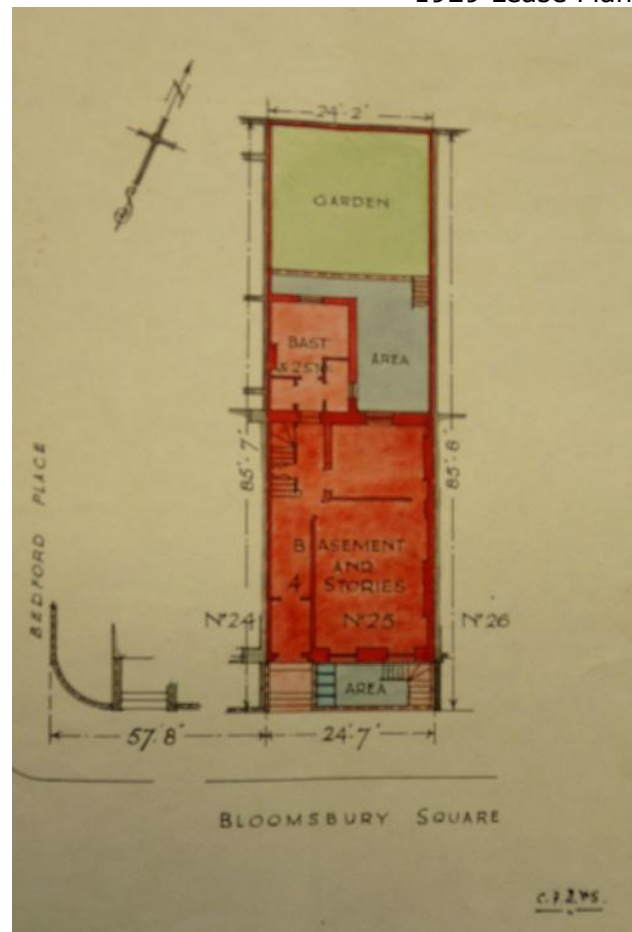 1929 Lease Plan
24'·2"
N
GARDEN
BAST
AREA
85'·7"
85'·8"
BEDFORD PLACE
BASEMENT
AND
4 STORIES
Nº24
Nº25
Nº26
AREA
57'·8"
24'·7"
BLOOMSBURY SQUARE